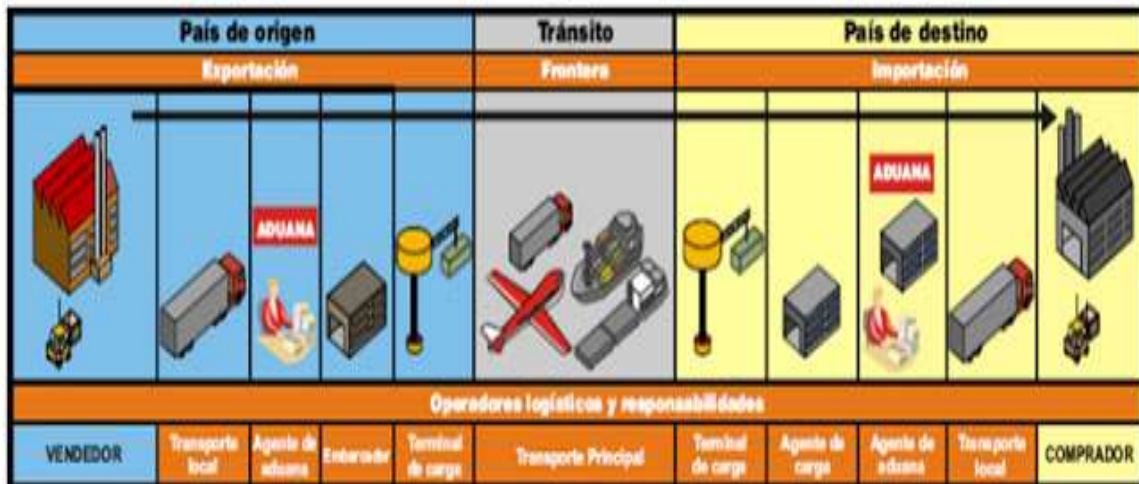 País de origen
Tránsito
País de destino
Exportación
Frontera
Importación
ADUANA
ADUANA
Operadores logísticos y responsabilidades
VENDEDOR
Transporte
local
Agente de
aduana
Embarcador
Terminal
de carga
Transporte Principal
Terminal
de carga
Agente de
carga
Agente de
aduana
Transporte
local
COMPRADOR